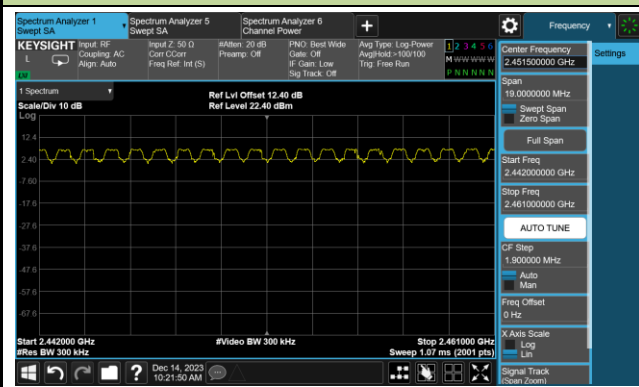 Spectrum Analyzer 1
Swept SA
Spectrum Analyzer 5
Swept SA
Spectrum Analyzer 6
Channel Power
Frequency
KEYSIGHT
L
Input: RF
Coupling: AC
Align: Auto
Input Z: 50 Ω
Corr CCorr
Freq Ref: Int (S)
#Atten: 20 dB
Preamp: Off
PNO: Best Wide
Gate: Off
IF Gain: Low
Sig Track: Off
Avg Type: Log-Power
Avg|Hold:>100/100
Trig: Free Run
1 2 3 4 5 6
M W W W W W
P N N N N N
1 Spectrum
Scale/Div 10 dB
Log
Ref Lvl Offset 12.40 dB
Ref Level 22.40 dBm
12.4
2.40
-7.60
-17.6
-27.6
-37.6
-47.6
-57.6
-67.6
Start 2.442000 GHz
#Res BW 300 kHz
#Video BW 300 kHz
Stop 2.461000 GHz
Sweep 1.07 ms (2001 pts)
Dec 14, 2023
10:21:50 AM
Center Frequency
2.451500000 GHz
Settings
Span
19.0000000 MHz
Swept Span
Zero Span
Full Span
Start Freq
2.442000000 GHz
Stop Freq
2.461000000 GHz
AUTO TUNE
CF Step
1.900000 MHz
Auto
Man
Freq Offset
0 Hz
X Axis Scale
Log
Lin
Signal Track
(Span Zoom)